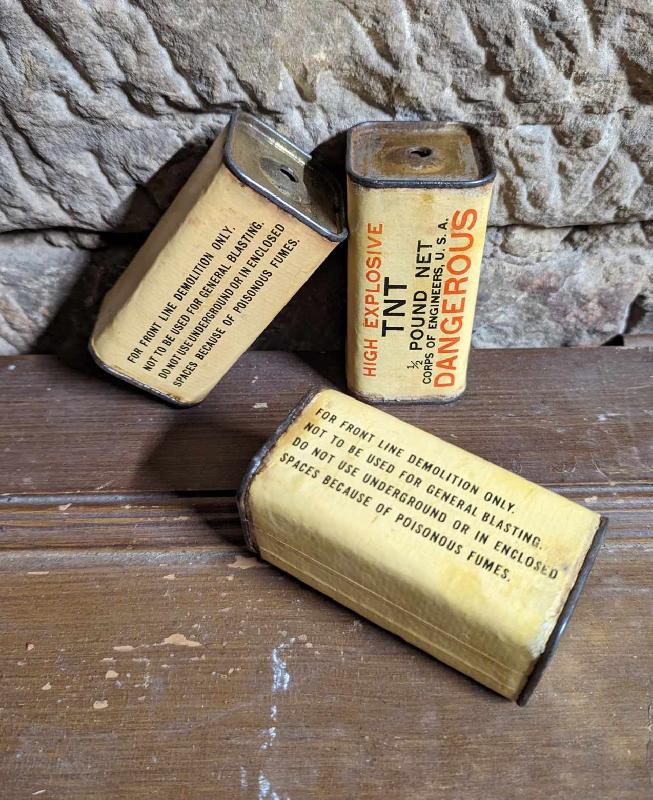 FOR FRONT LINE DEMOLITION ONLY.
NOT TO BE USED FOR GENERAL BLASTING.
DO NOT USE UNDERGROUND OR IN ENCLOSED
SPACES BECAUSE OF POISONOUS FUMES.
HIGH EXPLOSIVE
TNT
½ POUND NET
CORPS OF ENGINEERS, U. S. A.
DANGEROUS
FOR FRONT LINE DEMOLITION ONLY.
NOT TO BE USED FOR GENERAL BLASTING.
DO NOT USE UNDERGROUND OR IN ENCLOSED
SPACES BECAUSE OF POISONOUS FUMES.